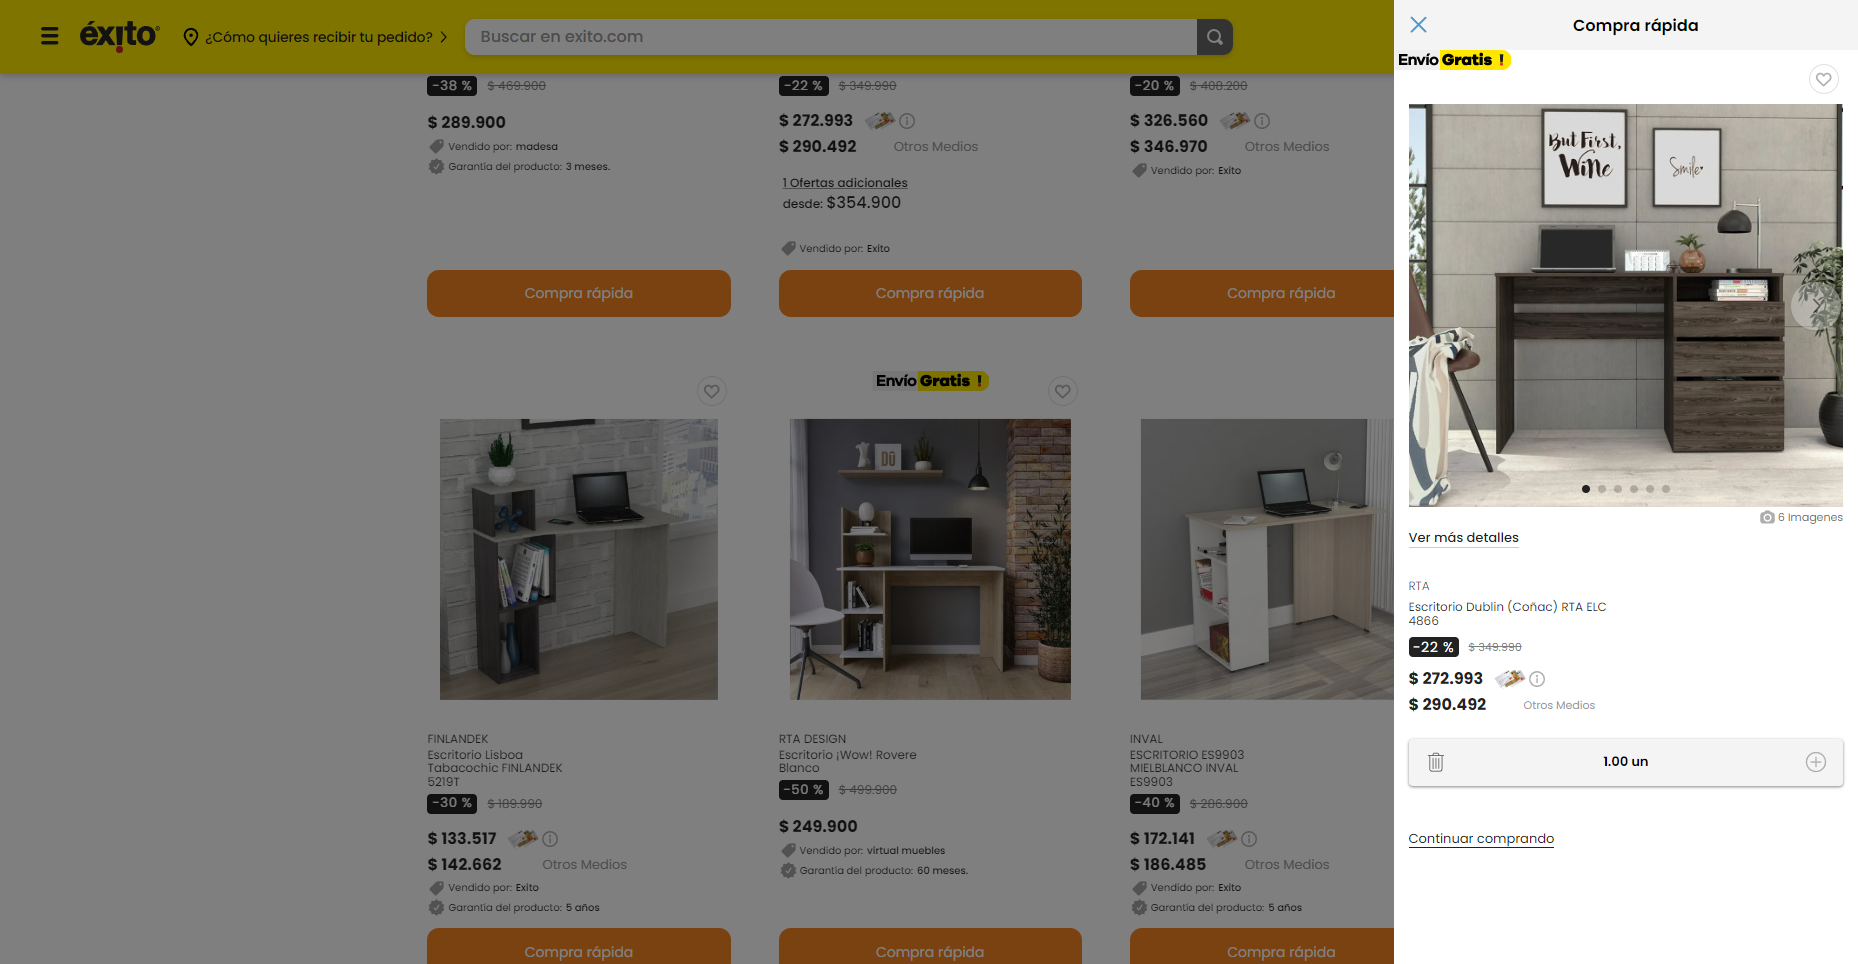 éxito
¿Cómo quieres recibir tu pedido?
Buscar en exito.com
-38 % $ 469.900
$ 289.900
Vendido por: madesa
Garantía del producto: 3 meses.
Compra rápida
-22 % $ 349.990
$ 272.993
$ 290.492 Otros Medios
1 Ofertas adicionales
desde: $354.900
Vendido por: Exito
Compra rápida
-20 % $ 408.200
$ 326.560
$ 346.970 Otros Medios
Vendido por: Exito
Compra rápida
FINLANDEK
Escritorio Lisboa
Tabacochic FINLANDEK
5219T
-30 % $ 189.990
$ 133.517
$ 142.662 Otros Medios
Vendido por: Exito
Garantía del producto: 5 años
Compra rápida
Envío Gratis !
RTA DESIGN
Escritorio ¡Wow! Rovere
Blanco
-50 % $ 499.900
$ 249.900
Vendido por: virtual muebles
Garantía del producto: 60 meses.
Compra rápida
INVAL
ESCRITORIO ES9903
MIELBLANCO INVAL
ES9903
-40 % $ 286.900
$ 172.141
$ 186.485 Otros Medios
Vendido por: Exito
Garantía del producto: 5 años
Compra rápida
Compra rápida
Envío Gratis !
But First,
Wine
Smile
6 Imagenes
Ver más detalles
RTA
Escritorio Dublin (Coñac) RTA ELC
4866
-22 % $ 349.990
$ 272.993
$ 290.492 Otros Medios
1.00 un
Continuar comprando